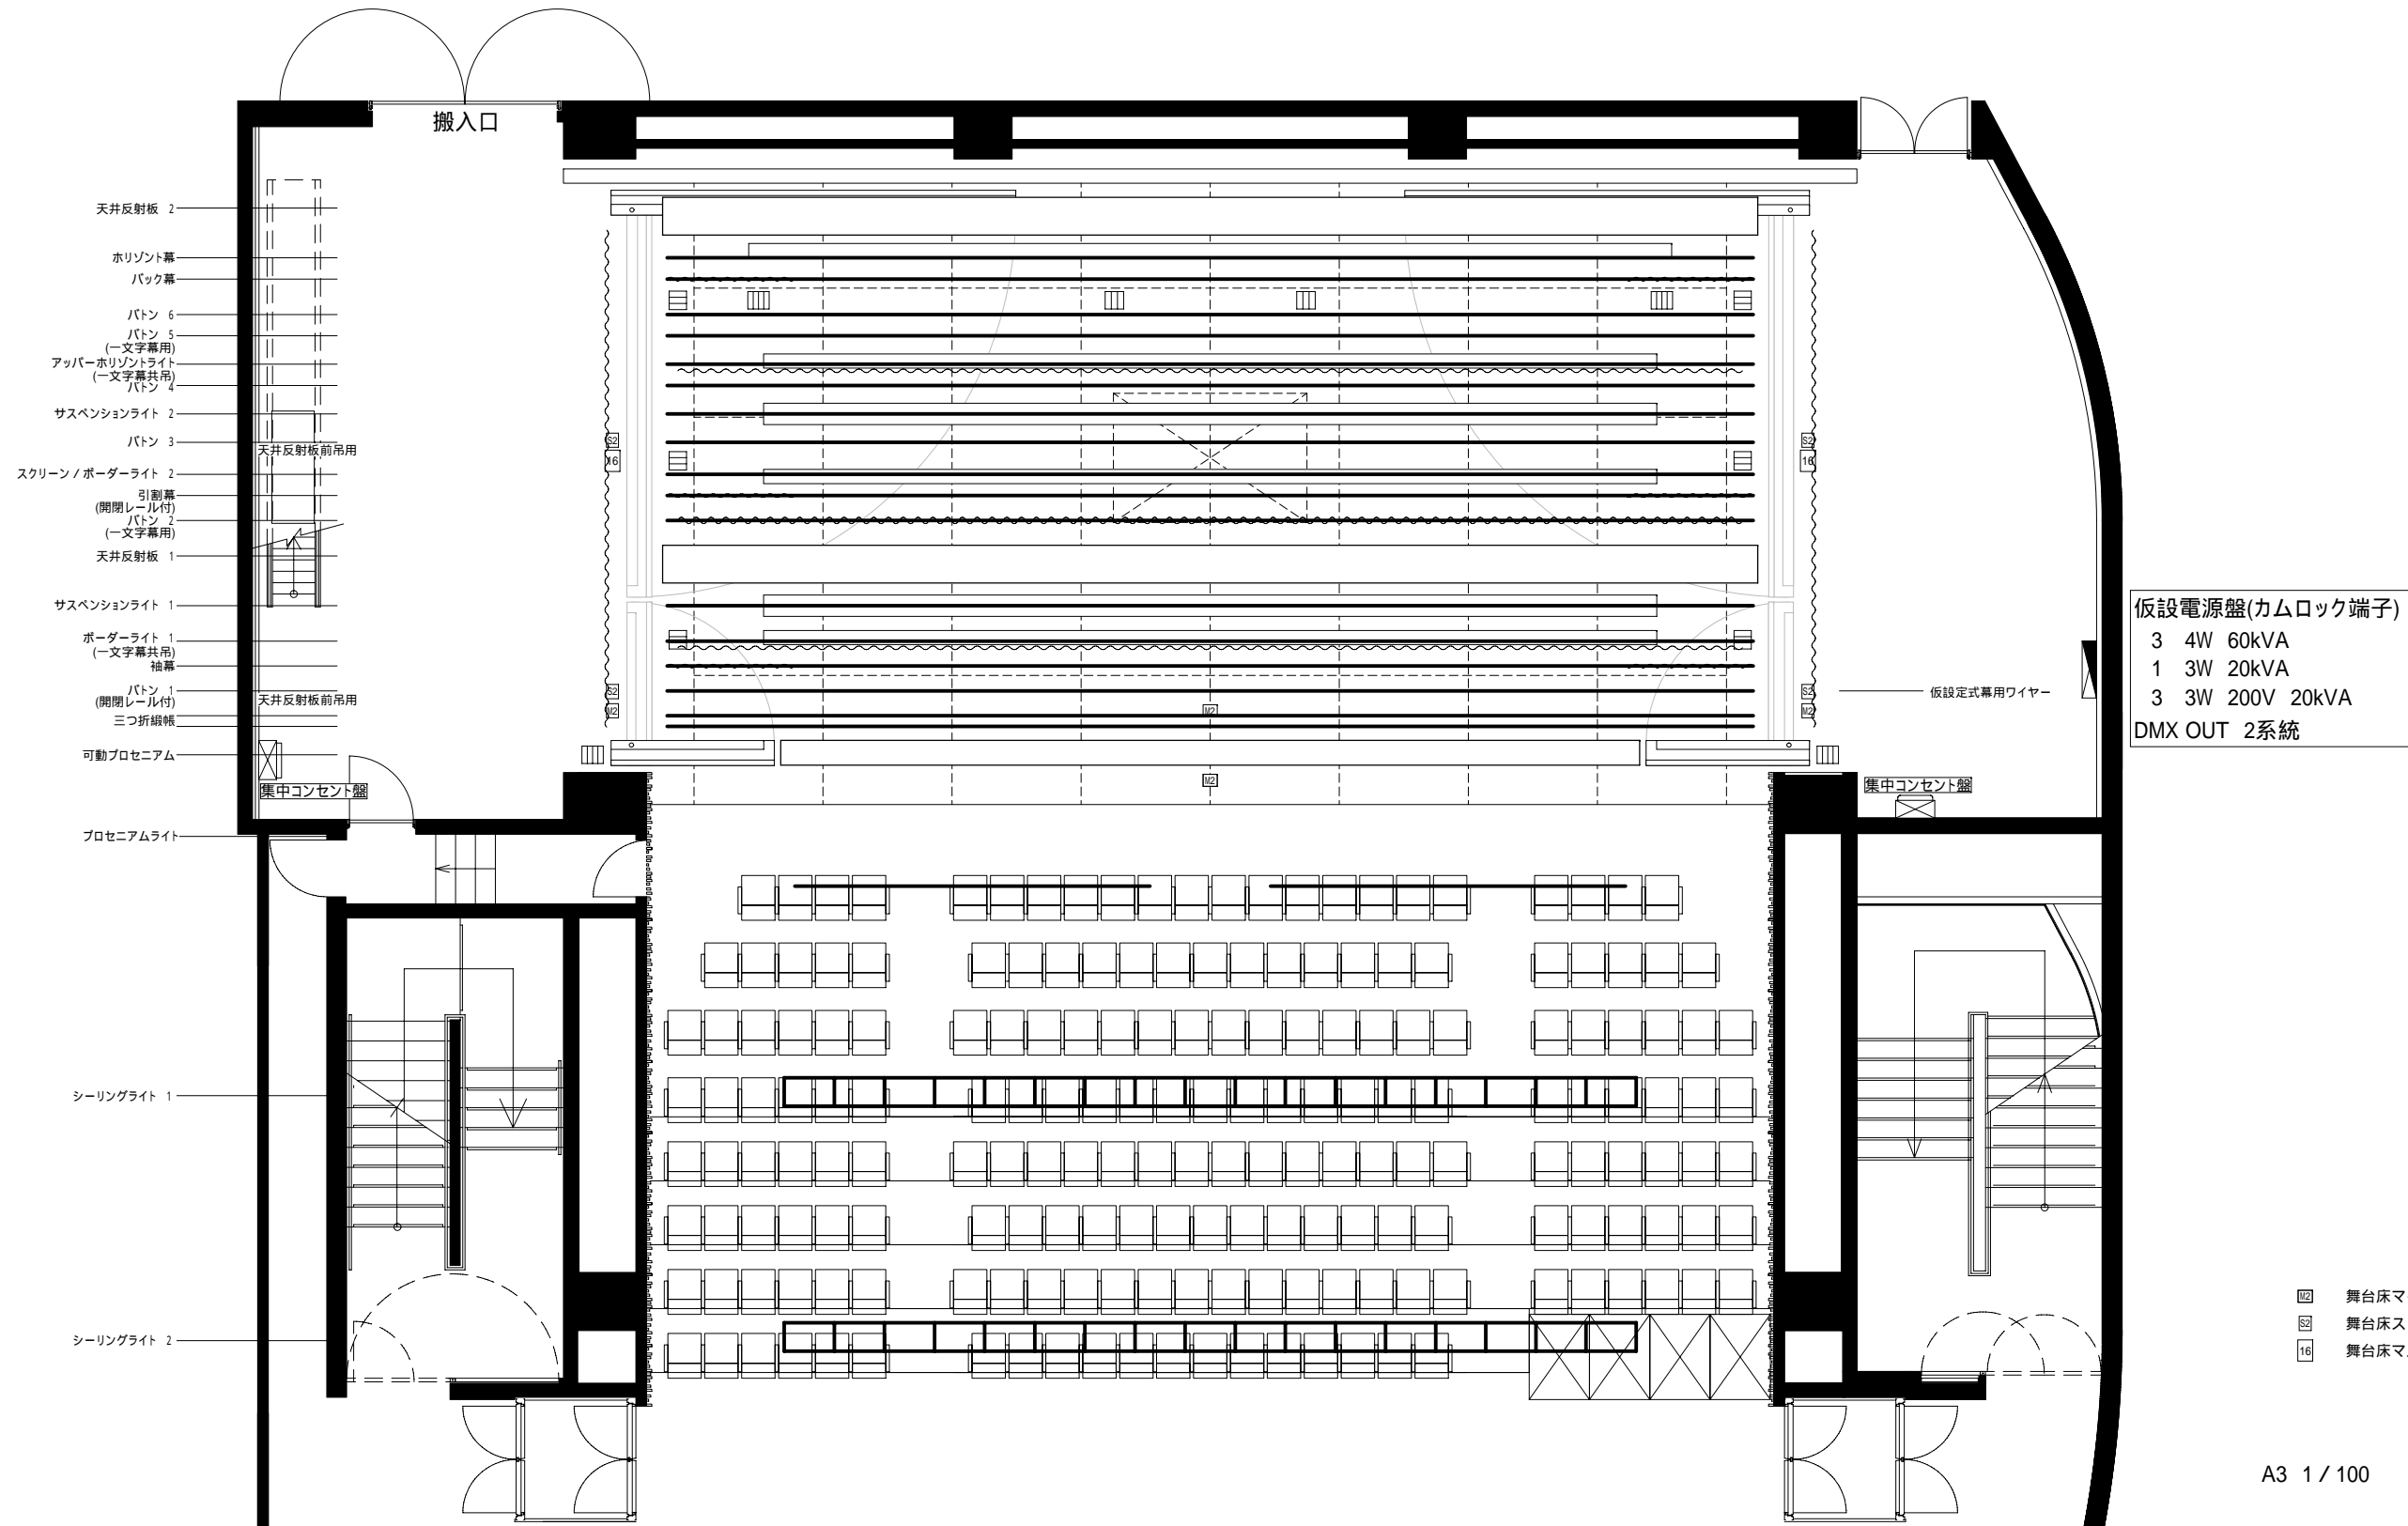 搬入口
天井反射板 2
ホリゾント幕
バック幕
バトン 6
バトン 5
(一文字幕用)
アッパーホリゾントライト
(一文字幕共吊)
バトン 4
サスペンションライト 2
バトン 3
天井反射板前吊用
スクリーン / ボーダーライト 2
引割幕
(開閉レール付)
バトン 2
(一文字幕用)
天井反射板 1
サスペンションライト 1
ボーダーライト 1
(一文字幕共吊)
袖幕
バトン 1
(開閉レール付)
天井反射板前吊用
三つ折緞帳
可動プロセニアム
集中コンセント盤
プロセニアムライト
シーリングライト 1
シーリングライト 2
S2
16
S2
M2
M2
M2
S2
16
S2
M2
仮設定式幕用ワイヤー
集中コンセント盤
仮設電源盤(カムロック端子)
3 4W 60kVA
1 3W 20kVA
3 3W 200V 20kVA
DMX OUT 2系統
M2 舞台床マ
S2 舞台床ス
16 舞台床マ
A3 1 / 100